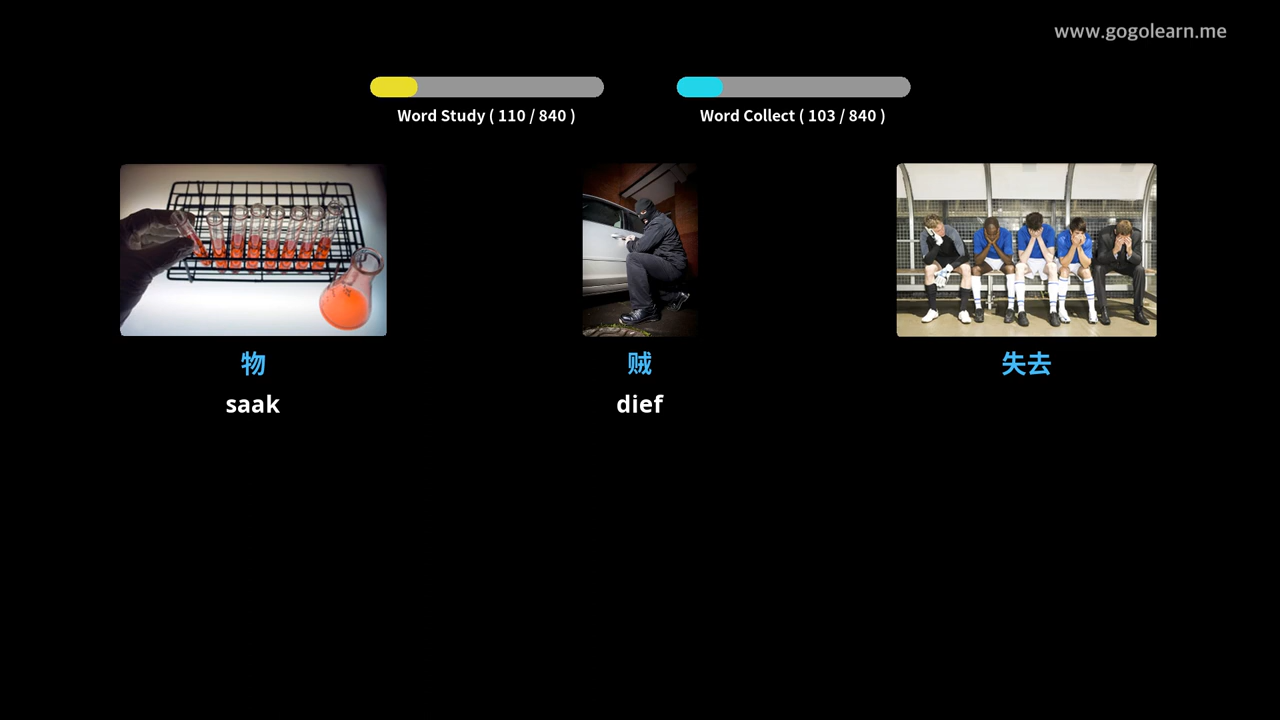 www.gogolearn.me
Word Study ( 110 / 840 )
Word Collect ( 103 / 840 )
物
贼
失去
saak
dief